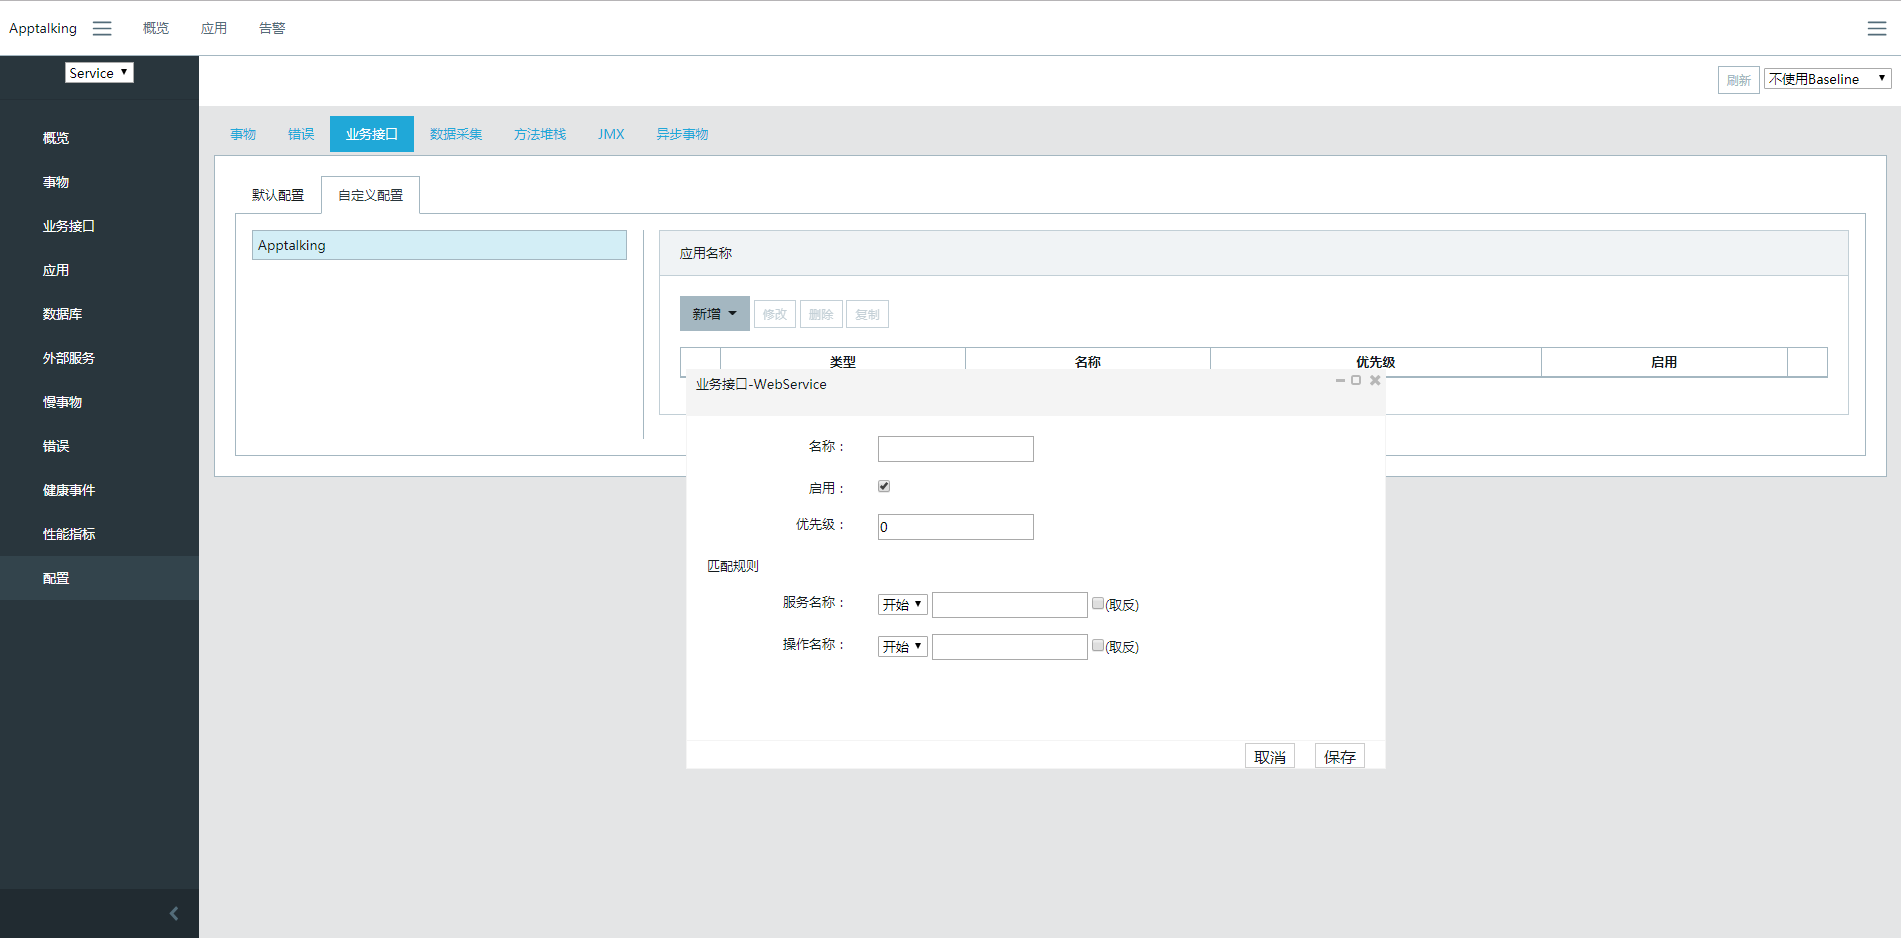 Apptalking 概览 应用 告警
Service
刷新 不使用Baseline
概览
事物
业务接口
应用
数据库
外部服务
慢事物
错误
健康事件
性能指标
配置
事物 错误 业务接口 数据采集 方法堆栈 JMX 异步事物
默认配置 自定义配置
Apptalking
应用名称
新增 修改 删除 复制
类型 名称 优先级 启用
业务接口-WebService
名称：
启用：
优先级： 0
匹配规则
服务名称： 开始 (取反)
操作名称： 开始 (取反)
取消 保存